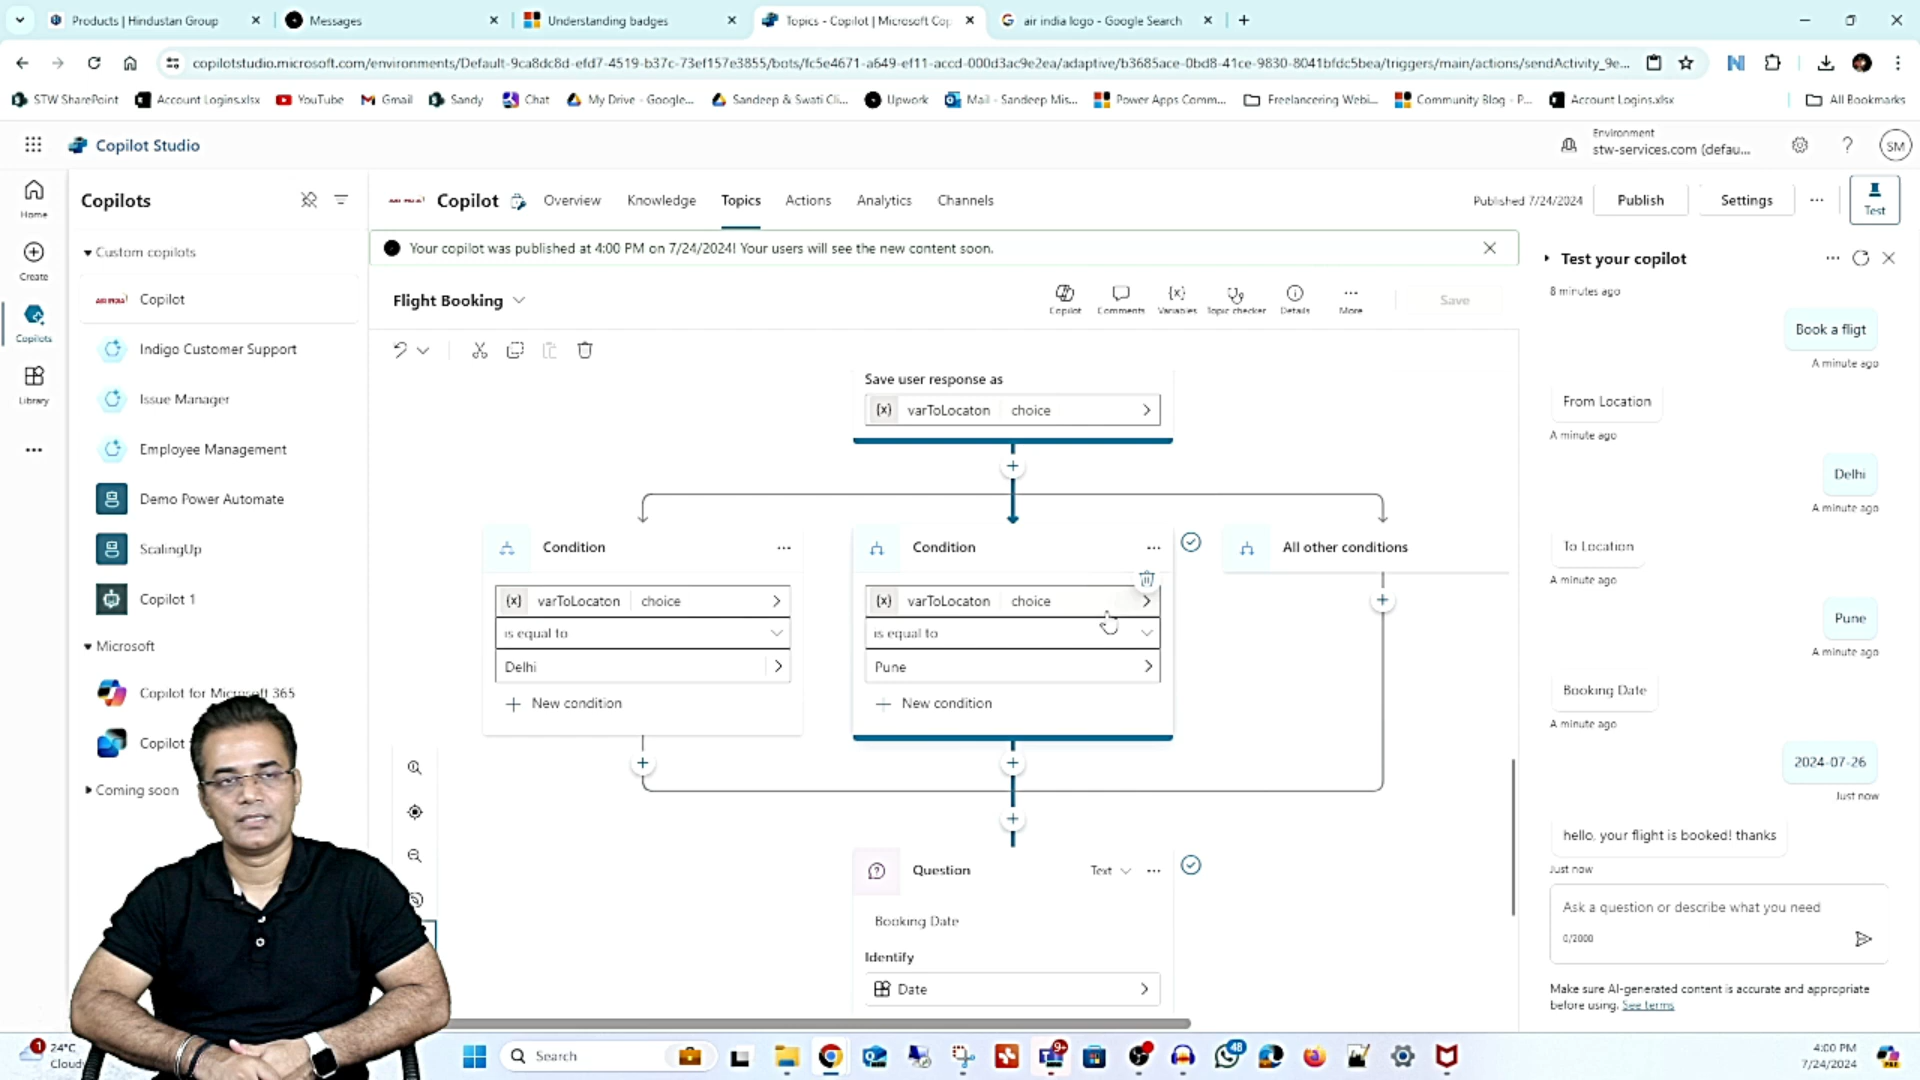 Products | Hindustan Group
Messages
Understanding badges
Topics - Copilot | Microsoft Cop
air india logo - Google Search
copilotstudio.microsoft.com/environments/Default-9ca8dc8d-efd7-4519-b37c-73ef157e3855/bots/fc5e4671-a649-ef11-accd-000d3ac9e2ea/adaptive/b3685ace-0bd8-41ce-9830-8041bfdc5bea/triggers/main/actions/sendActivity_9e...
STW SharePoint
Account Logins.xlsx
YouTube
Gmail
Sandy
Chat
My Drive - Google...
Sandeep & Swati Cli...
Upwork
Mail - Sandeep Mis...
Power Apps Comm...
Freelancering Webi...
Community Blog - P...
Account Logins.xlsx
All Bookmarks
Copilot Studio
Environment
stw-services.com (defau...
SM
Home
Create
Copilots
Library
Copilots
Custom copilots
AIR INDIA
Copilot
Indigo Customer Support
Issue Manager
Employee Management
Demo Power Automate
ScalingUp
Copilot 1
Microsoft
Copilot for Microsoft 365
Copilot
Coming soon
Copilot
Overview
Knowledge
Topics
Actions
Analytics
Channels
Published 7/24/2024
Publish
Settings
Test
Your copilot was published at 4:00 PM on 7/24/2024! Your users will see the new content soon.
Flight Booking
Copilot
Comments
Variables
Topic checker
Details
More
Save
Save user response as
{x} varToLocaton choice
Condition
{x} varToLocaton choice
is equal to
Delhi
New condition
Condition
{x} varToLocaton choice
is equal to
Pune
New condition
All other conditions
Question
Text
Booking Date
Identify
Date
Test your copilot
8 minutes ago
Book a fligt
A minute ago
From Location
A minute ago
Delhi
A minute ago
To Location
A minute ago
Pune
A minute ago
Booking Date
A minute ago
2024-07-26
Just now
hello, your flight is booked! thanks
Just now
Ask a question or describe what you need
0/2000
Make sure AI-generated content is accurate and appropriate
before using. See terms
1
24°C
Cloud
Search
9+
48
4:00 PM
7/24/2024